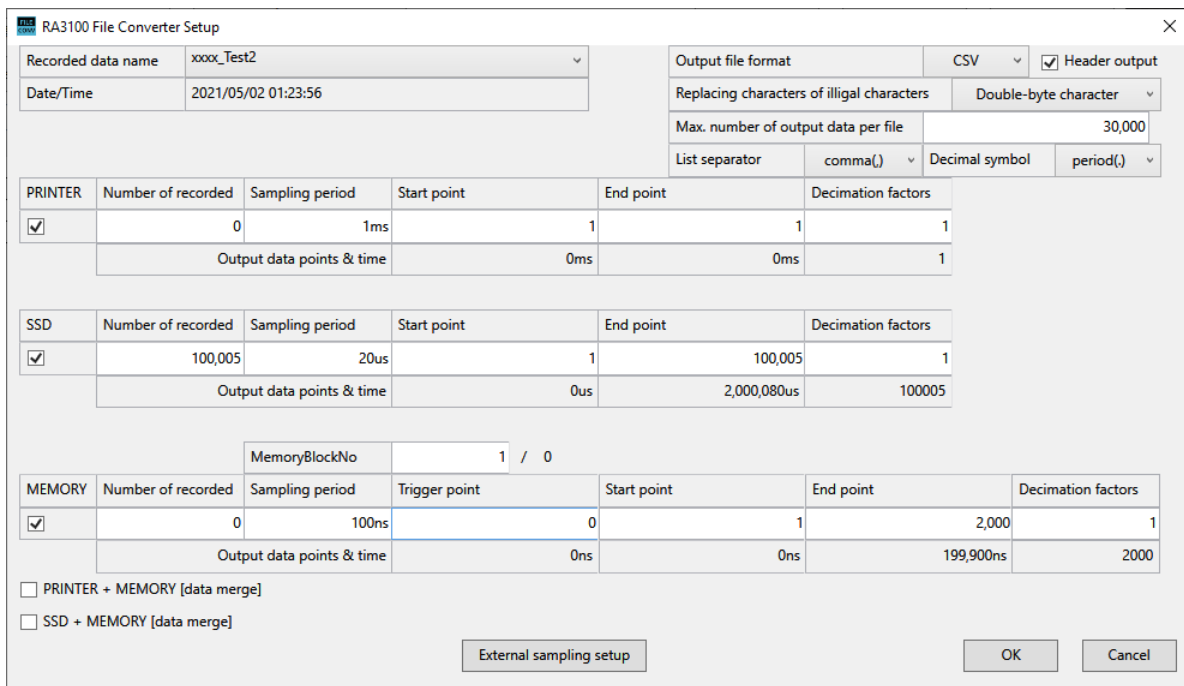 FILE CONV RA3100 File Converter Setup
Recorded data name xxxx_Test2 Output file format CSV Header output
Date/Time 2021/05/02 01:23:56 Replacing characters of illigal characters Double-byte character
Max. number of output data per file 30,000
List separator comma(,) Decimal symbol period(.)
PRINTER Number of recorded Sampling period Start point End point Decimation factors
0 1ms 1 1 1
Output data points & time 0ms 0ms 1
SSD Number of recorded Sampling period Start point End point Decimation factors
100,005 20us 1 100,005 1
Output data points & time 0us 2,000,080us 100005
MemoryBlockNo 1 / 0
MEMORY Number of recorded Sampling period Trigger point Start point End point Decimation factors
0 100ns 0 1 2,000 1
Output data points & time 0ns 0ns 199,900ns 2000
PRINTER + MEMORY [data merge]
SSD + MEMORY [data merge]
External sampling setup OK Cancel